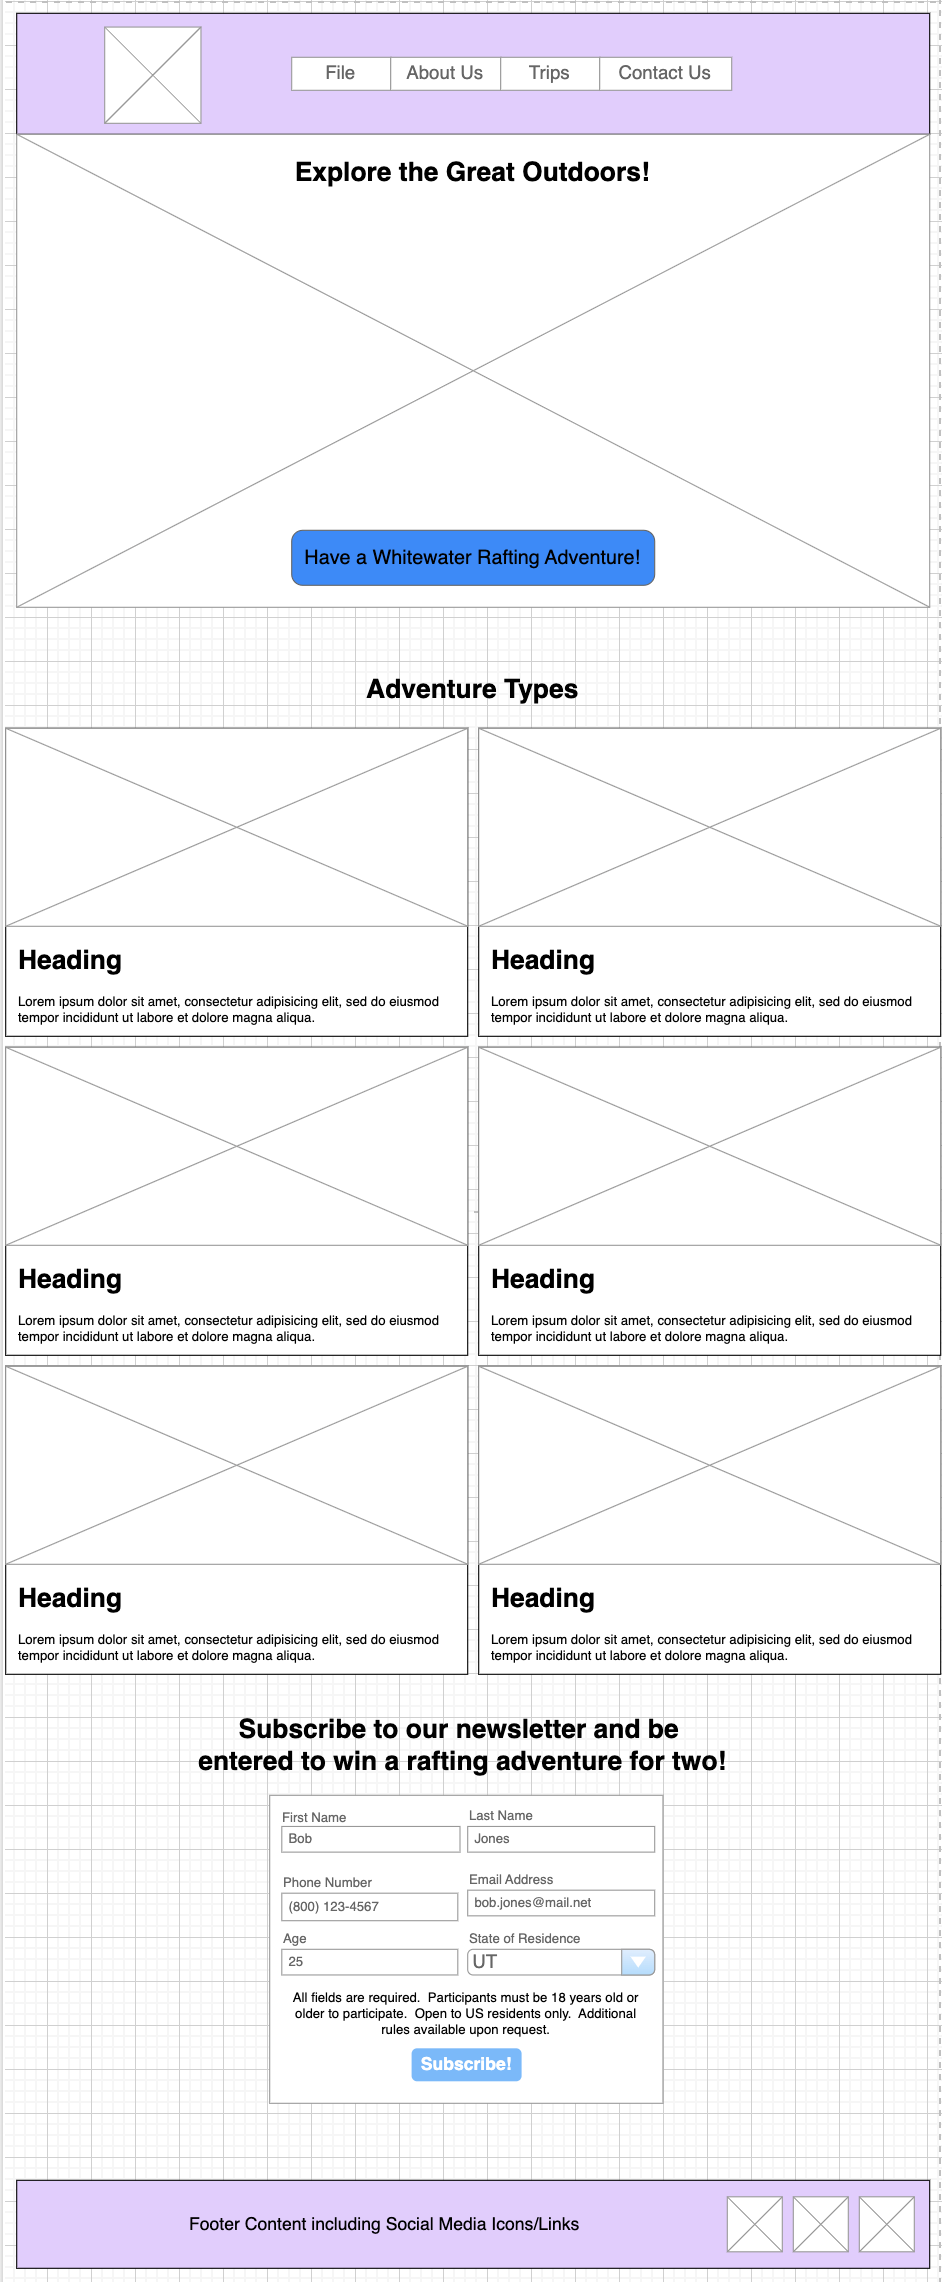 File About Us Trips Contact Us
Explore the Great Outdoors!
Have a Whitewater Rafting Adventure!
Adventure Types
Heading
Lorem ipsum dolor sit amet, consectetur adipisicing elit, sed do eiusmod
tempor incididunt ut labore et dolore magna aliqua.
Heading
Lorem ipsum dolor sit amet, consectetur adipisicing elit, sed do eiusmod
tempor incididunt ut labore et dolore magna aliqua.
Heading
Lorem ipsum dolor sit amet, consectetur adipisicing elit, sed do eiusmod
tempor incididunt ut labore et dolore magna aliqua.
Heading
Lorem ipsum dolor sit amet, consectetur adipisicing elit, sed do eiusmod
tempor incididunt ut labore et dolore magna aliqua.
Heading
Lorem ipsum dolor sit amet, consectetur adipisicing elit, sed do eiusmod
tempor incididunt ut labore et dolore magna aliqua.
Heading
Lorem ipsum dolor sit amet, consectetur adipisicing elit, sed do eiusmod
tempor incididunt ut labore et dolore magna aliqua.
Subscribe to our newsletter and be
entered to win a rafting adventure for two!
First Name
Bob
Last Name
Jones
Phone Number
(800) 123-4567
Email Address
bob.jones@mail.net
Age
25
State of Residence
UT
All fields are required.  Participants must be 18 years old or
older to participate.  Open to US residents only.  Additional
rules available upon request.
Subscribe!
Footer Content including Social Media Icons/Links